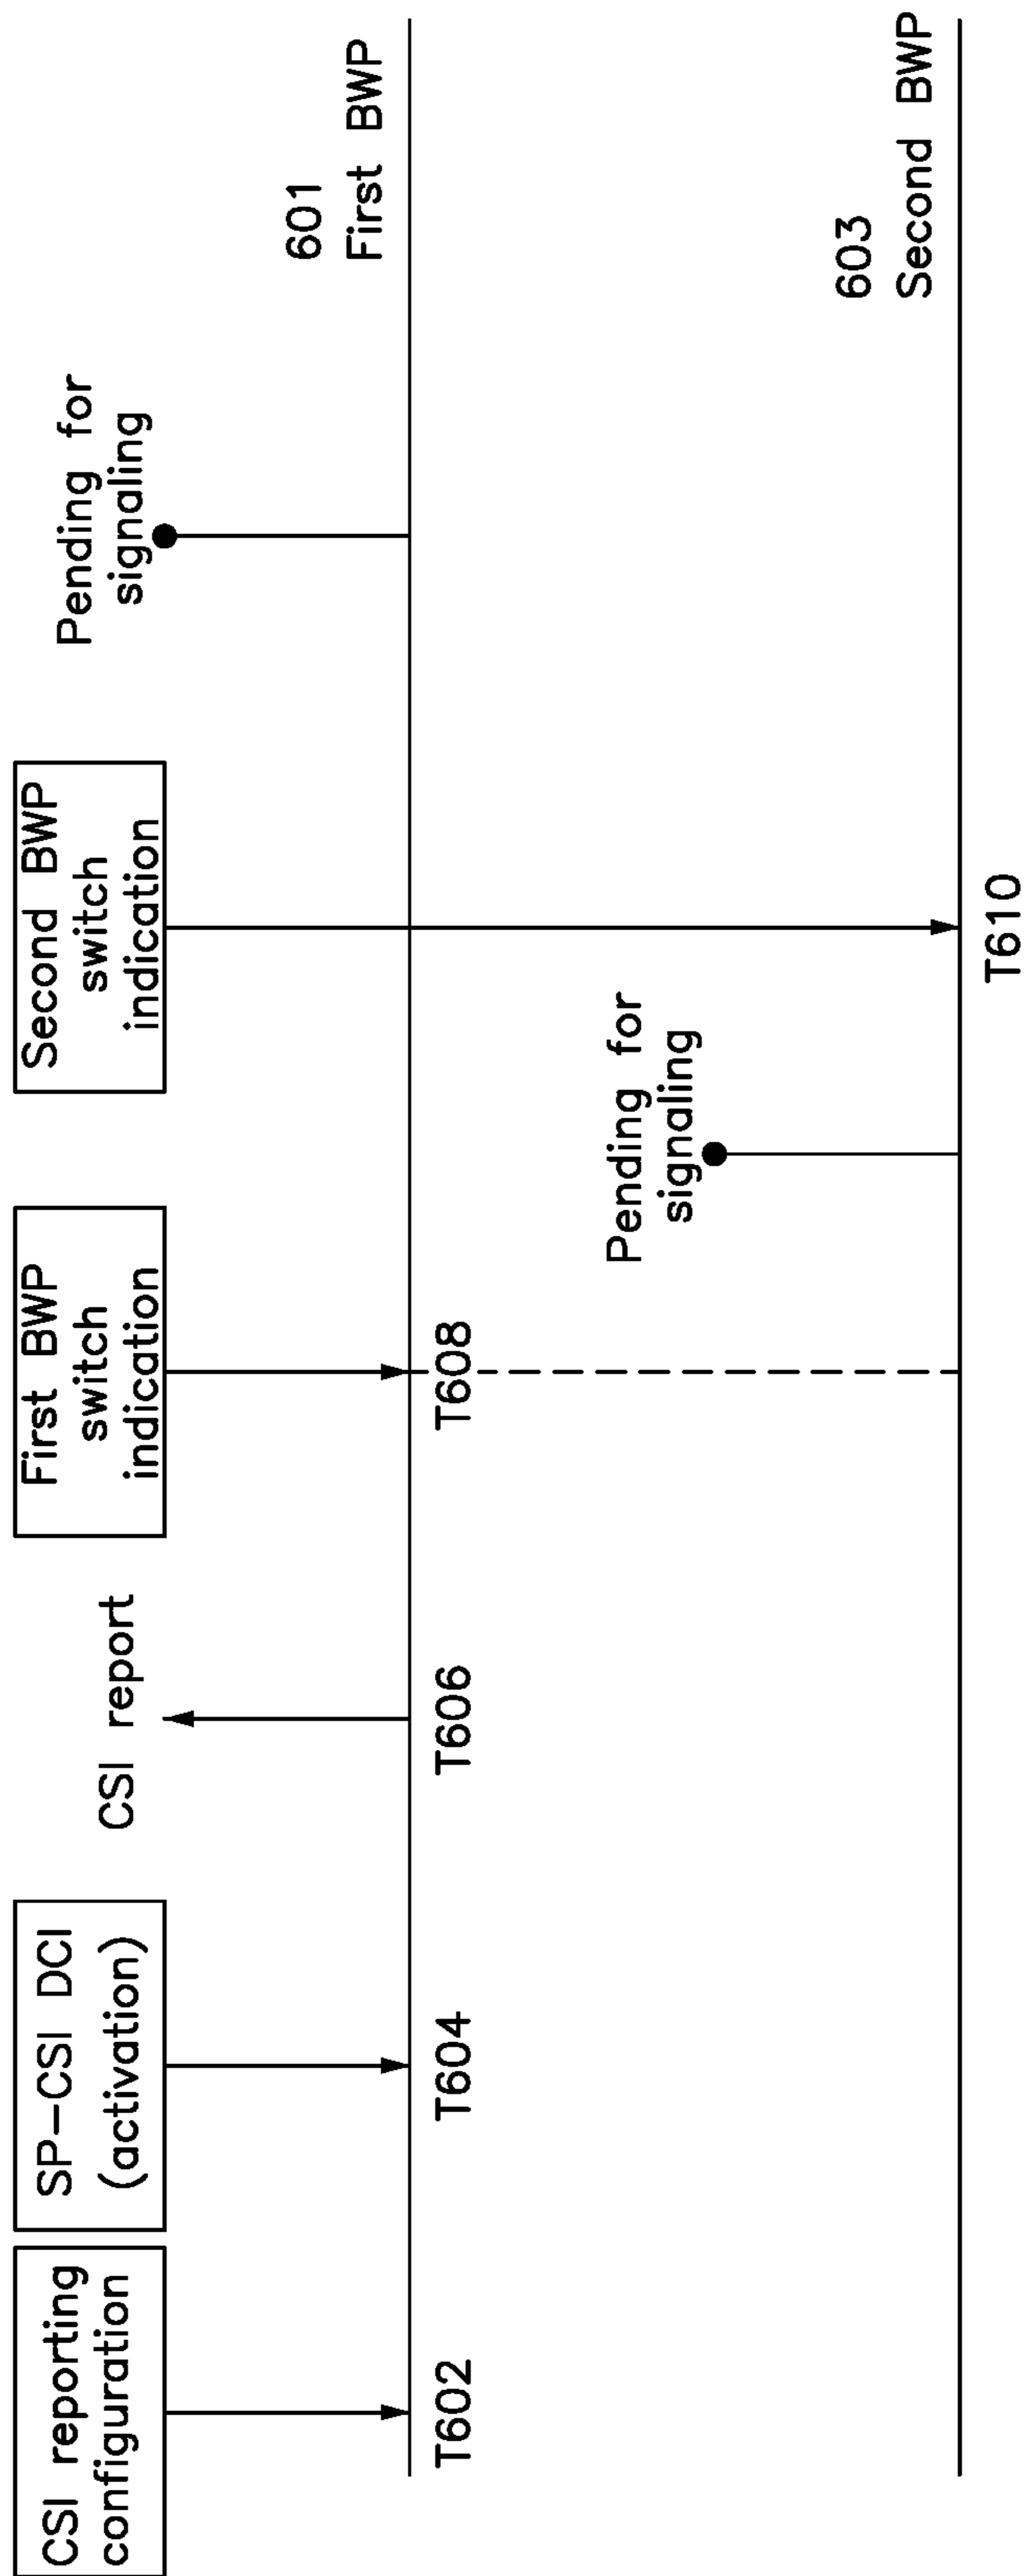 CSI reporting
configuration
SP-CSI DCI
(activation)
CSI report
First BWP
switch
indication
Second BWP
switch
indication
Pending for
signaling
601
First BWP
T602
T604
T606
T608
Pending for
signaling
603
Second BWP
T610